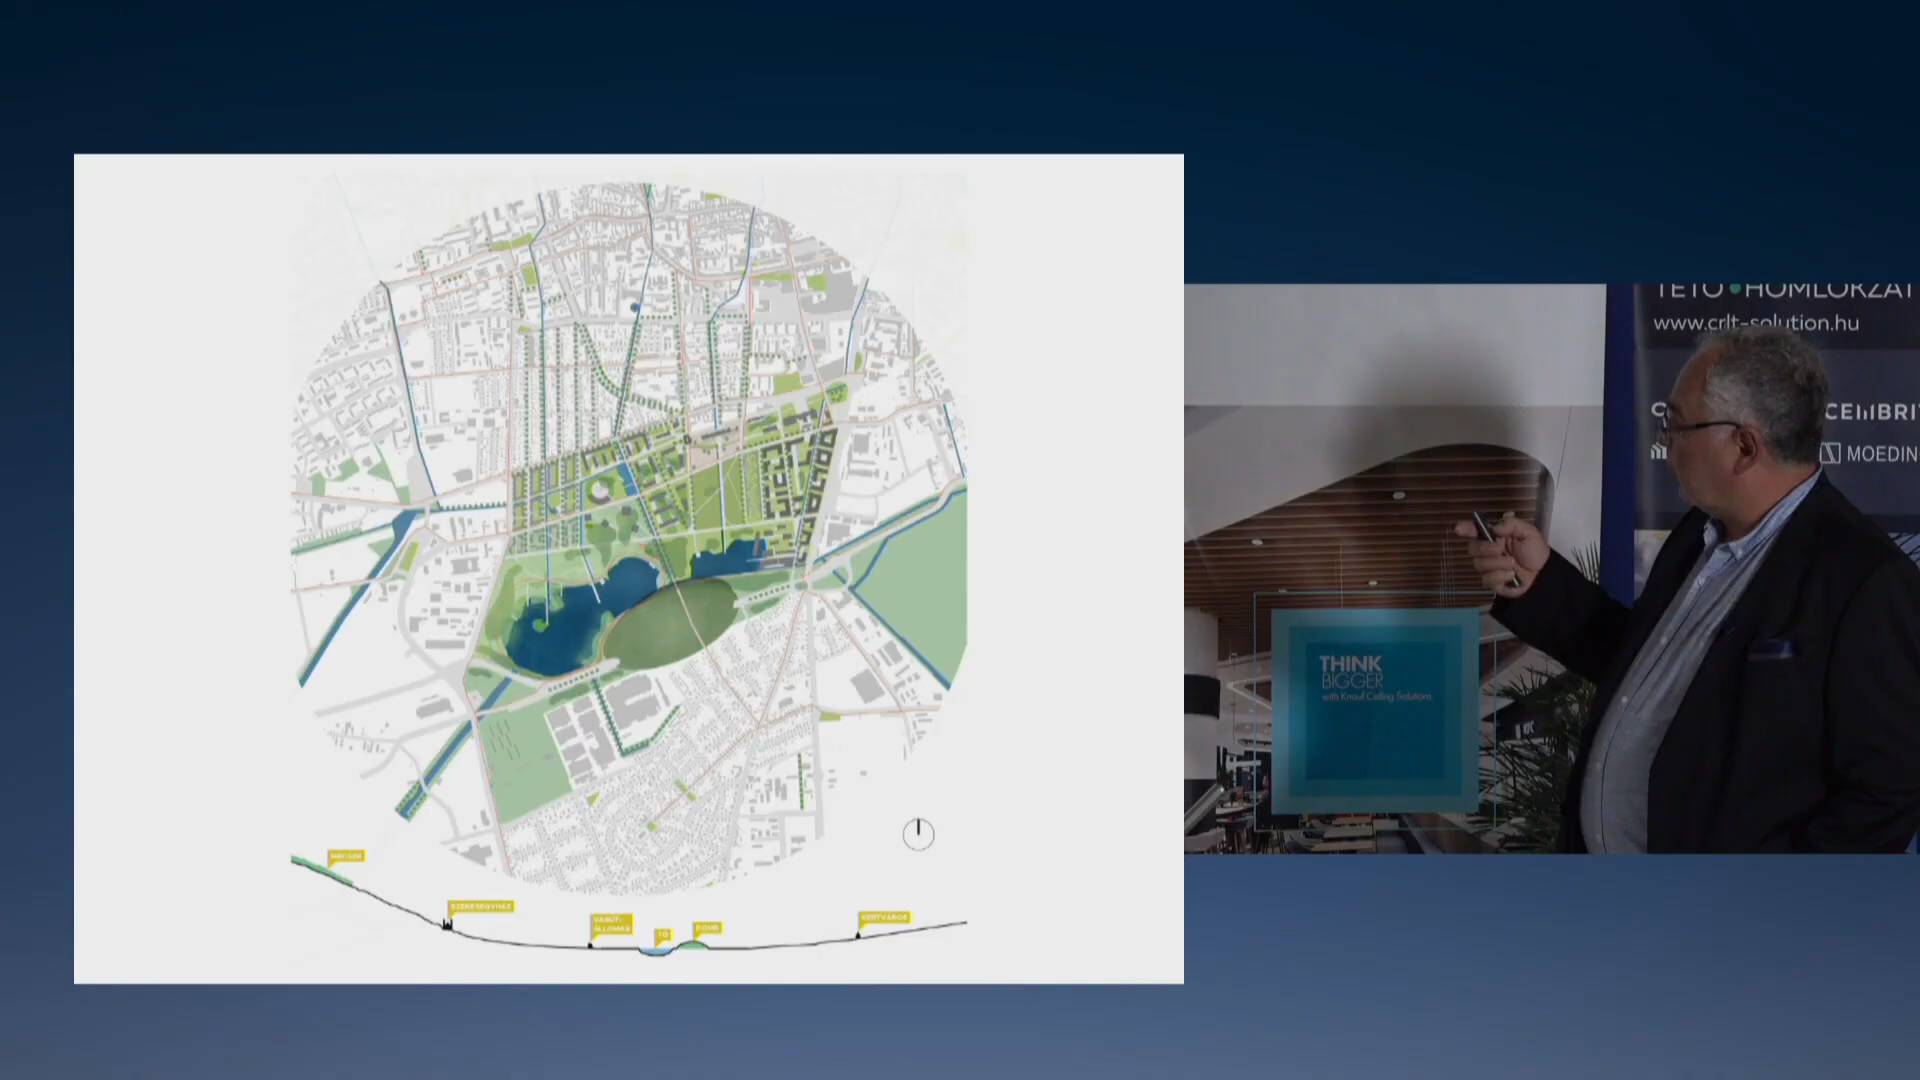 MECSEK
SZÉKESEGYHÁZ
VASÚT-
ÁLLOMÁS
TÓ
DOMB
KERTVÁROS
TETŐ•HOMLOKZAT
www.crlt-solution.hu
CEMBRIT
MOEDING
THINK
BIGGER
with Knauf Ceiling Solutions